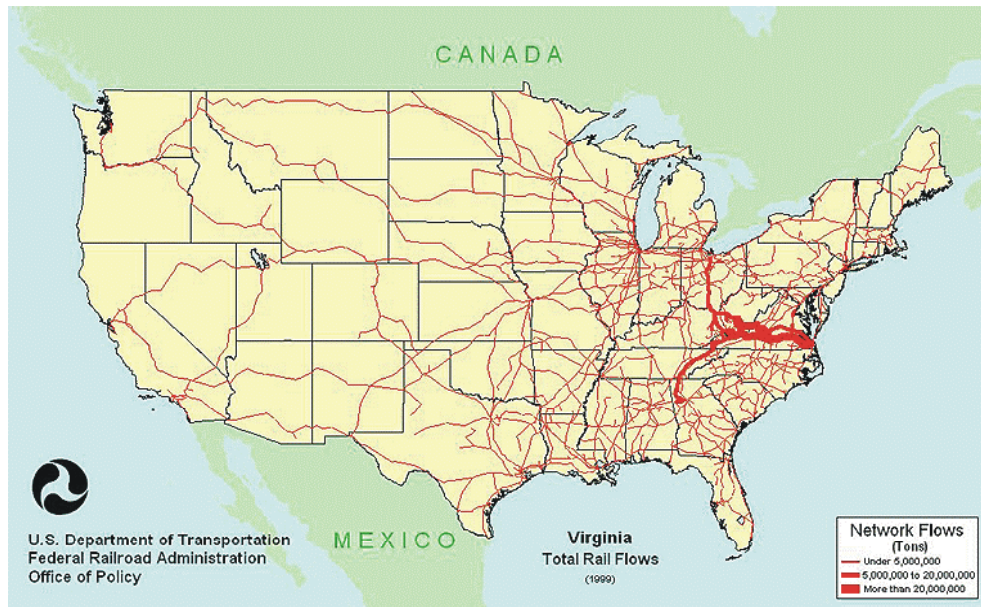 CANADA
MEXICO
U.S. Department of Transportation
Federal Railroad Administration
Office of Policy
Virginia
Total Rail Flows
(1999)
Network Flows
(Tons)
Under 5,000,000
5,000,000 to 20,000,000
More than 20,000,000